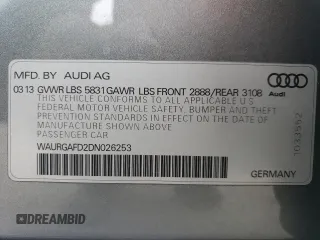 MFD. BY AUDI AG
03 13 GVWR LBS 5831 GAWR LBS FRONT 2888/REAR 3108
THIS VEHICLE CONFORMS TO ALL APPLICABLE U S
FEDERAL MOTOR VEHICLE SAFETY, BUMPER AND THEFT
PREVENTION STANDARDS IN EFFECT ON THE DATE OF
MANUFACTURE SHOWN ABOVE
PASSENGER CAR
WAURGAFD2DN026253
GERMANY
Audi
1033552
DREAMBID